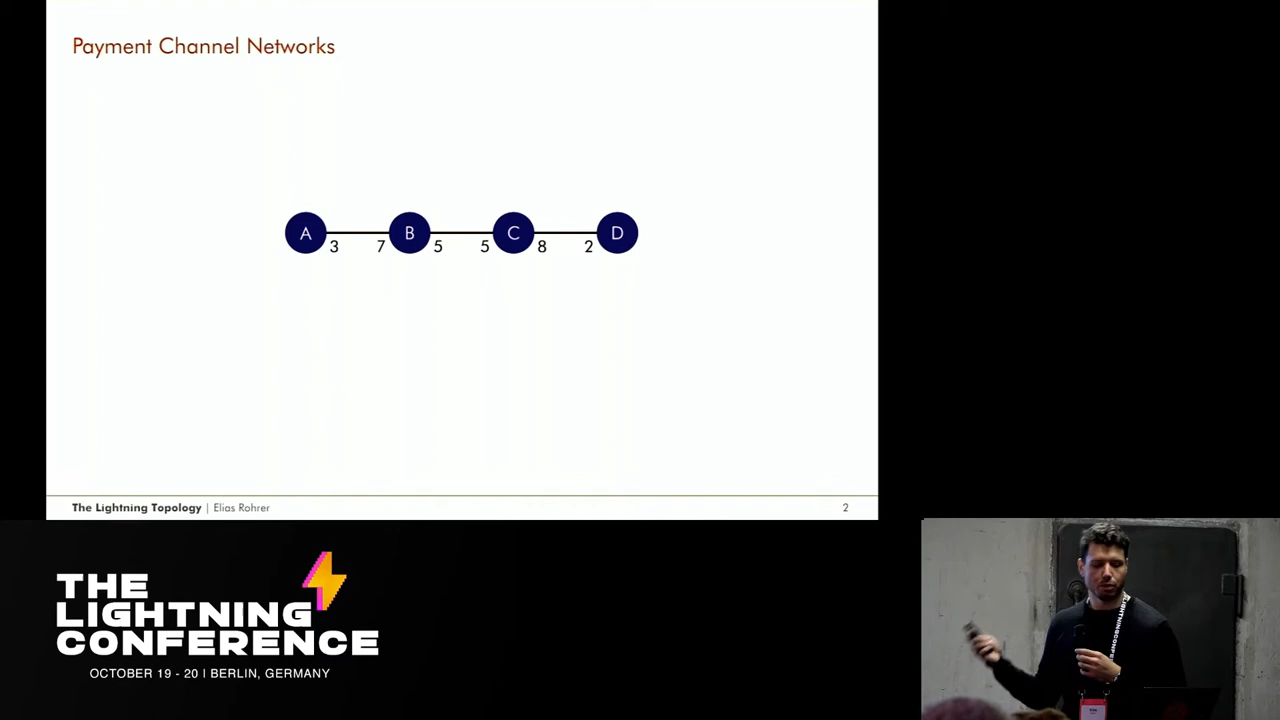 Payment Channel Networks
A 3 7 B 5 5 C 8 2 D
The Lightning Topology | Elias Rohrer 2
THE
LIGHTNING
CONFERENCE
OCTOBER 19 - 20 | BERLIN, GERMANY